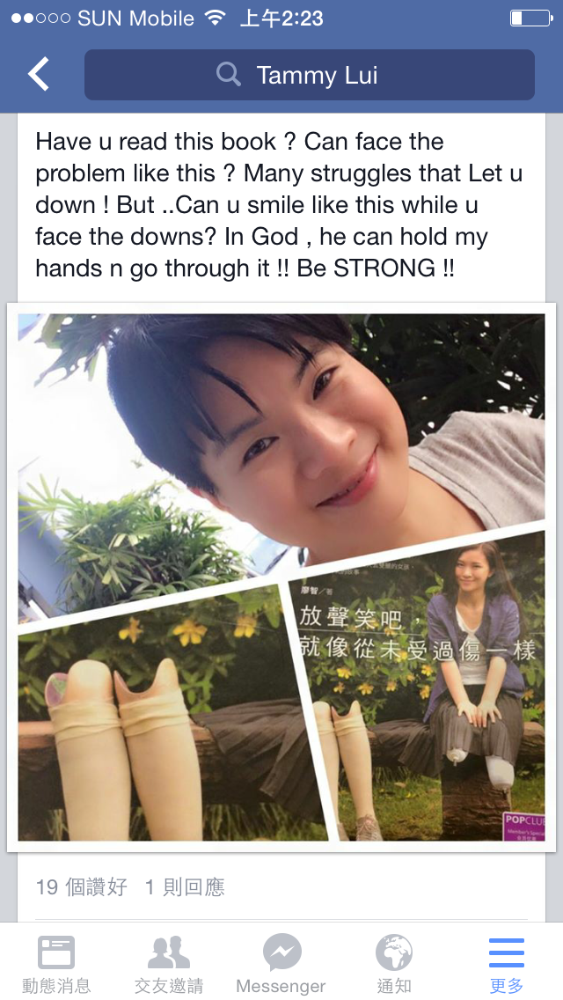 SUN Mobile 上午2:23
Tammy Lui
Have u read this book ? Can face the
problem like this ? Many struggles that Let u
down ! But ..Can u smile like this while u
face the downs? In God , he can hold my
hands n go through it !! Be STRONG !!
廖智／著
放聲笑吧，
就像從未受過傷一樣
POPCLU
Member's Specia
19 個讚好 1 則回應
動態消息 交友邀請 Messenger 通知 更多